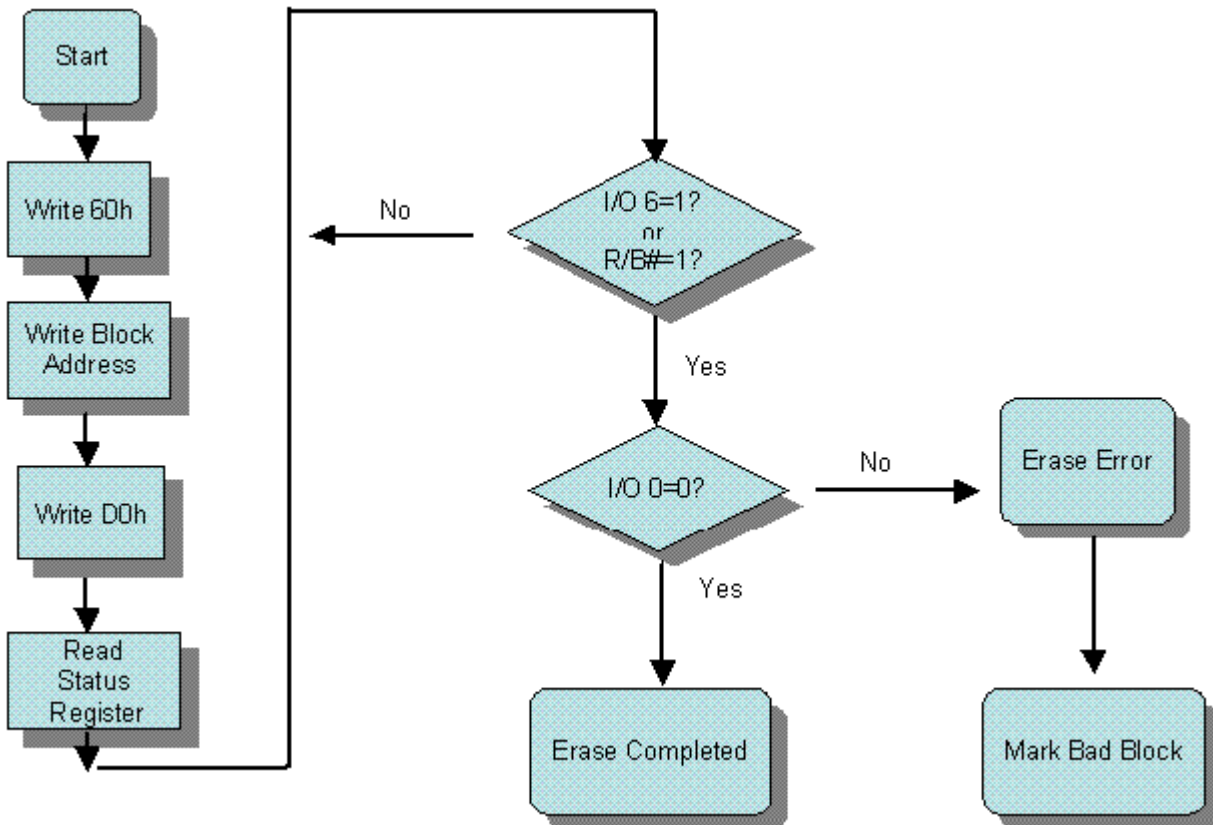 Start
Write 60h
Write Block
Address
Write D0h
Read
Status
Register
I/O 6=1?
or
R/B#=1?
No
Yes
I/O 0=0?
No
Yes
Erase Error
Erase Completed
Mark Bad Block